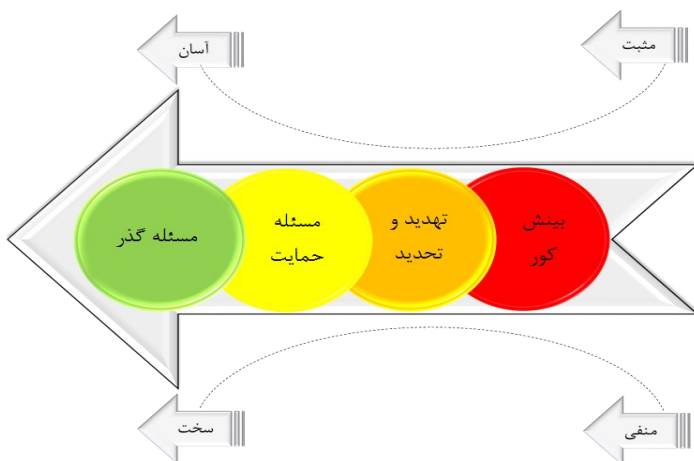 مثبت
آسان
بینش
کور
تهدید و
تحدید
مسئله
حمایت
مسئله گذر
منفی
سخت